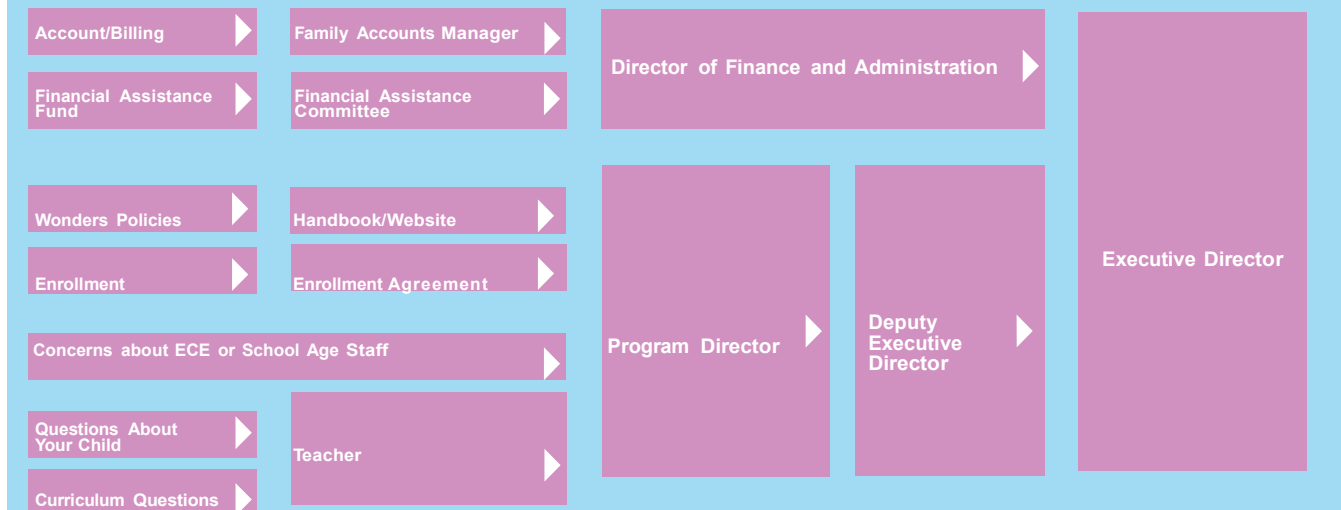 Account/Billing
Family Accounts Manager
Director of Finance and Administration
Financial Assistance
Fund
Financial Assistance
Committee
Wonders Policies
Handbook/Website
Enrollment
Enrollment Agreement
Executive Director
Concerns about ECE or School Age Staff
Program Director
Deputy
Executive
Director
Questions About
Your Child
Teacher
Curriculum Questions